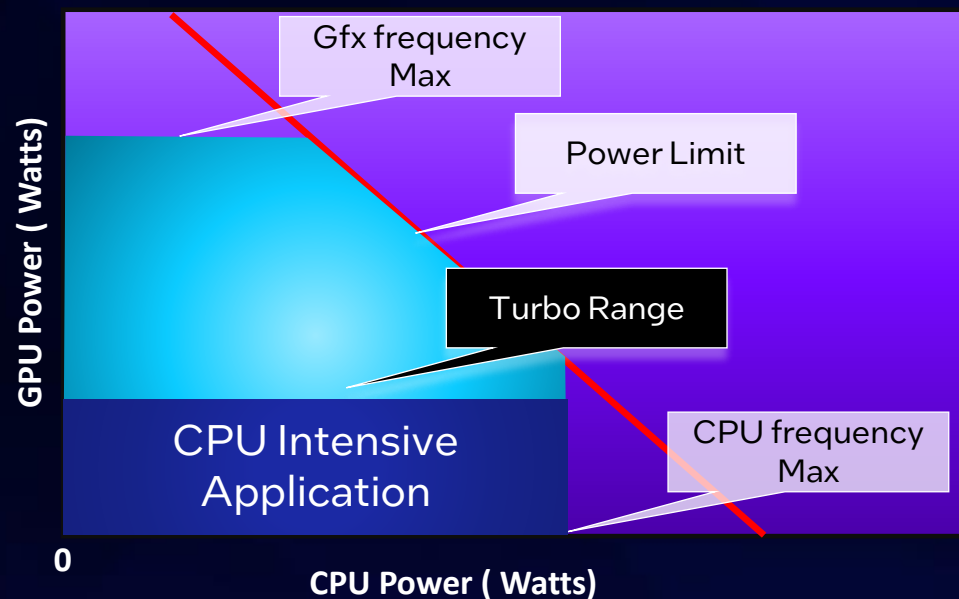 Gfx frequency
Max
Power Limit
Turbo Range
CPU Intensive
Application
CPU frequency
Max
GPU Power ( Watts)
0
CPU Power ( Watts)